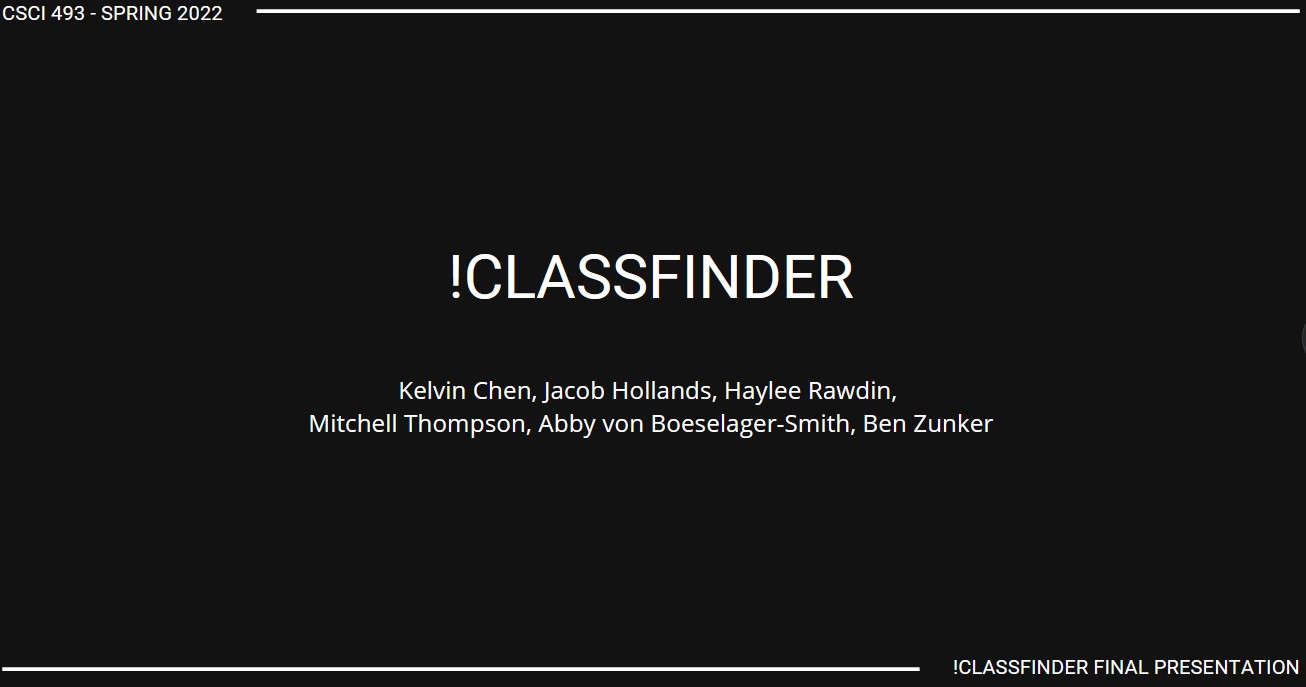 CSCI 493 - SPRING 2022
!CLASSFINDER
Kelvin Chen, Jacob Hollands, Haylee Rawdin,
Mitchell Thompson, Abby von Boeselager-Smith, Ben Zunker
!CLASSFINDER FINAL PRESENTATION